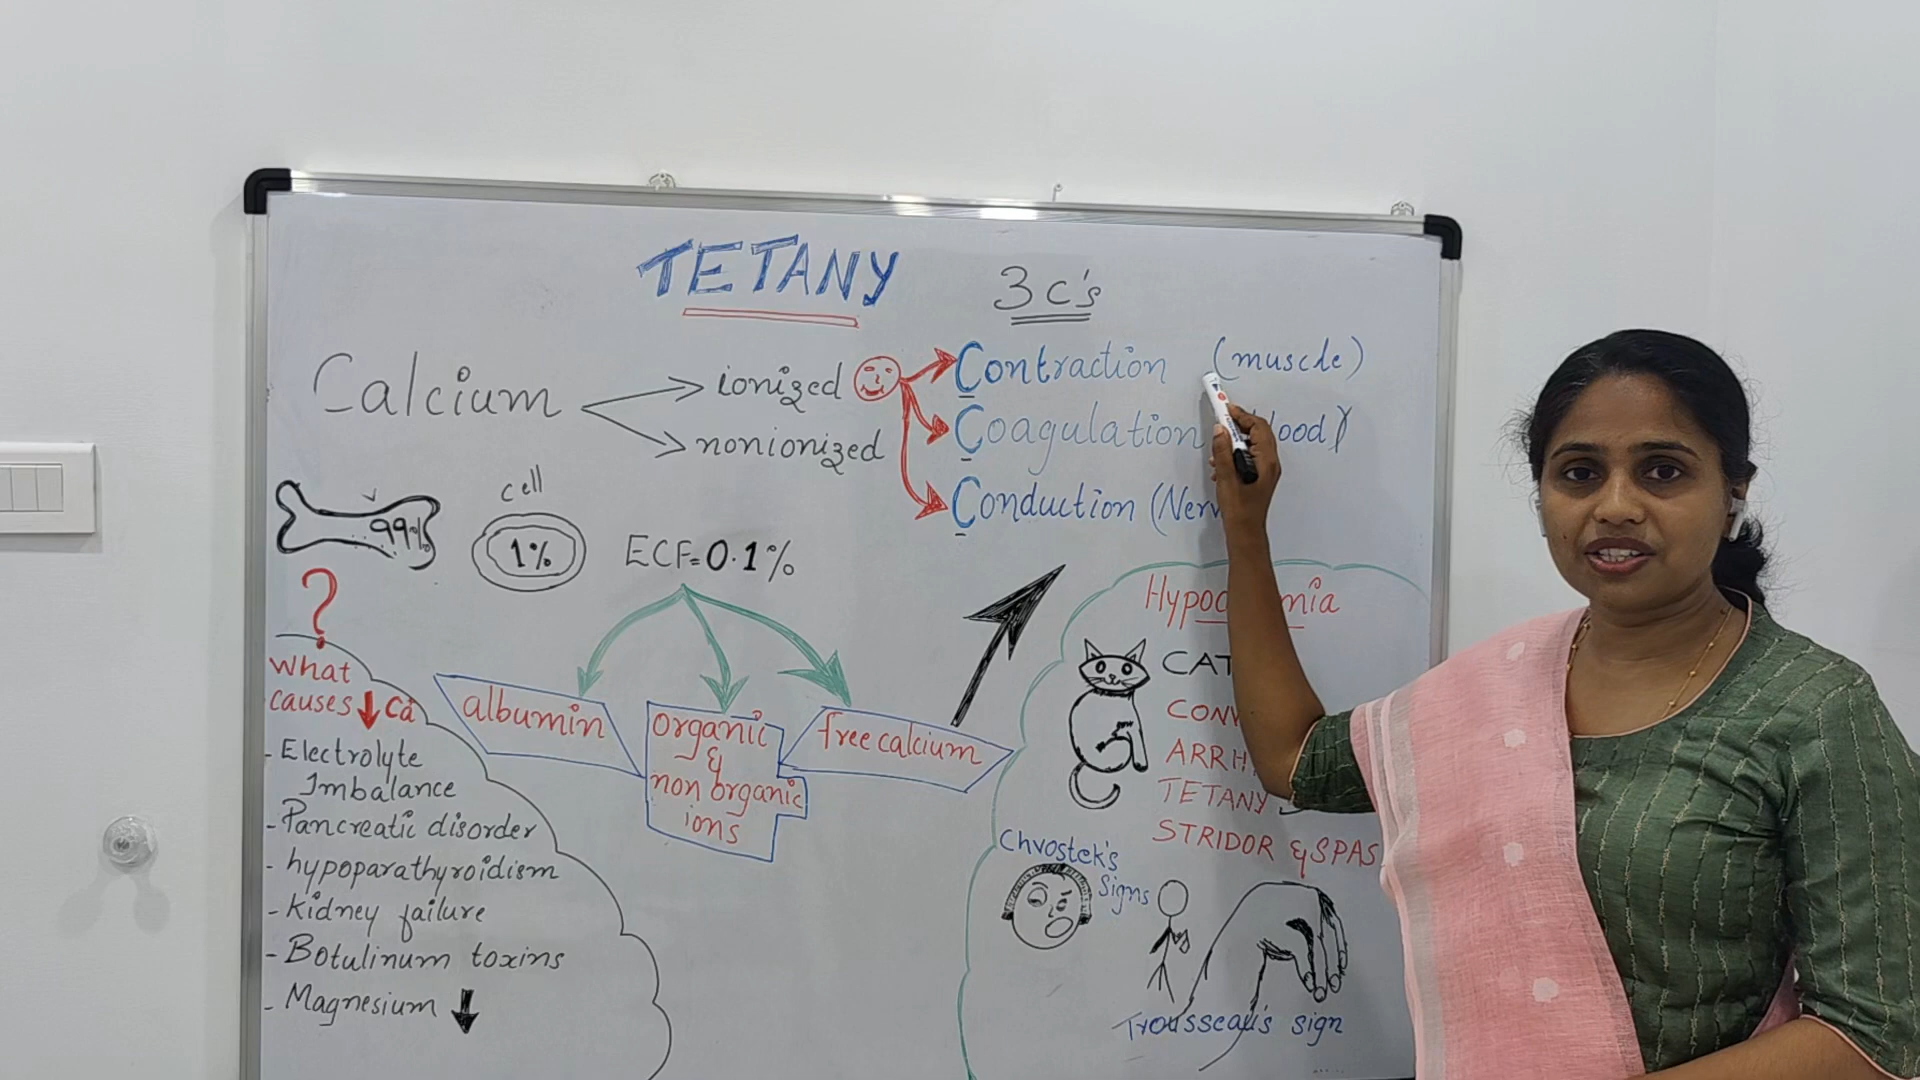 TETANY
3 C's
Calcium
ionized
nonionized
Contraction (muscle)
Coagulation
Conduction
99%
cell
1%
ECF=0.1%
?
What
causes ↓ Ca
- Electrolyte
Imbalance
- Pancreatic disorder
- hypoparathyroidism
- Kidney failure
- Botulinum toxins
- Magnesium ↓
albumin
organic
&
non organic
ions
free calcium
CAT
TETANY
STRIDOR & SPAS
Chvostek's
Signs
Trousseau's sign